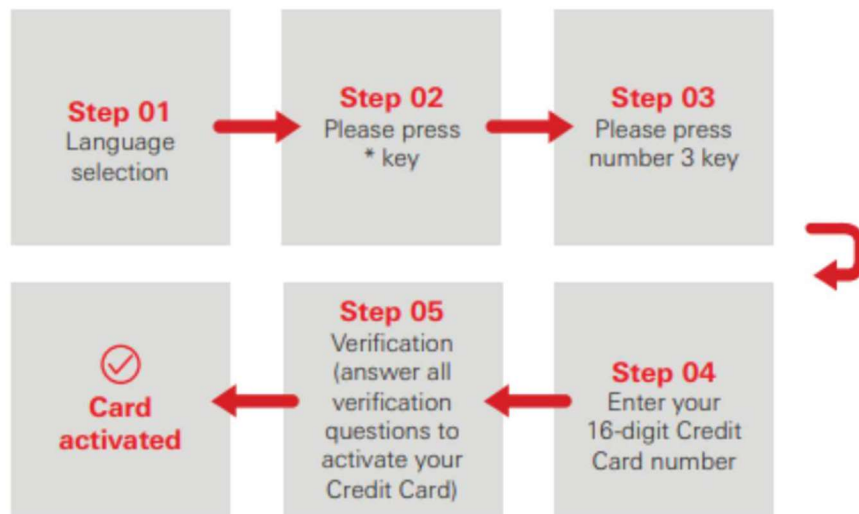 Step 01
Language
selection
Step 02
Please press
* key
Step 03
Please press
number 3 key
Step 04
Enter your
16-digit Credit
Card number
Step 05
Verification
(answer all
verification
questions to
activate your
Credit Card)
Card
activated